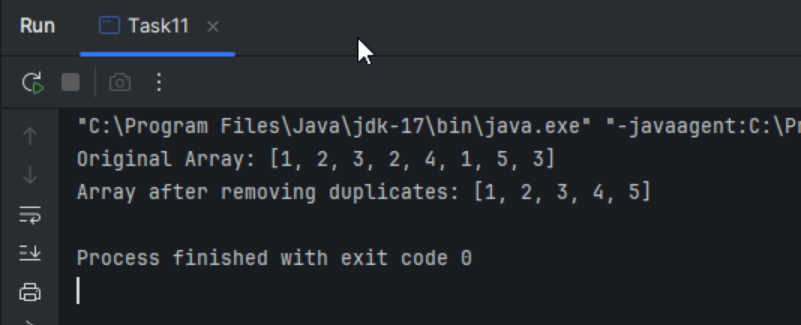 Run Task11
"C:\Program Files\Java\jdk-17\bin\java.exe" "-javaagent:C:\Pr
Original Array: [1, 2, 3, 2, 4, 1, 5, 3]
Array after removing duplicates: [1, 2, 3, 4, 5]
Process finished with exit code 0